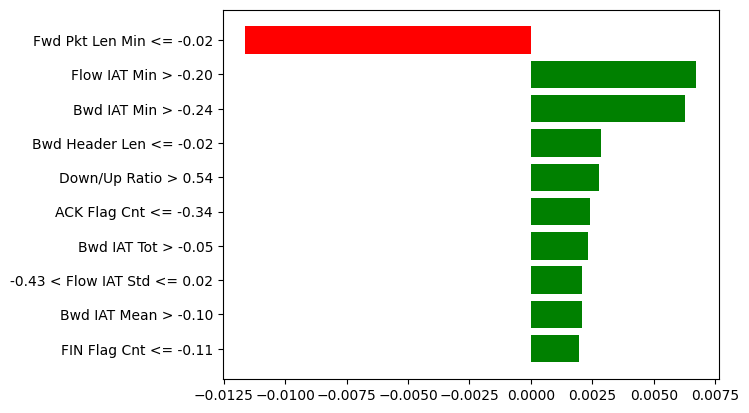 Fwd Pkt Len Min <= -0.02
Flow IAT Min > -0.20
Bwd IAT Min > -0.24
Bwd Header Len <= -0.02
Down/Up Ratio > 0.54
ACK Flag Cnt <= -0.34
Bwd IAT Tot > -0.05
-0.43 < Flow IAT Std <= 0.02
Bwd IAT Mean > -0.10
FIN Flag Cnt <= -0.11
−0.0125 −0.0100 −0.0075 −0.0050 −0.0025 0.0000 0.0025 0.0050 0.0075